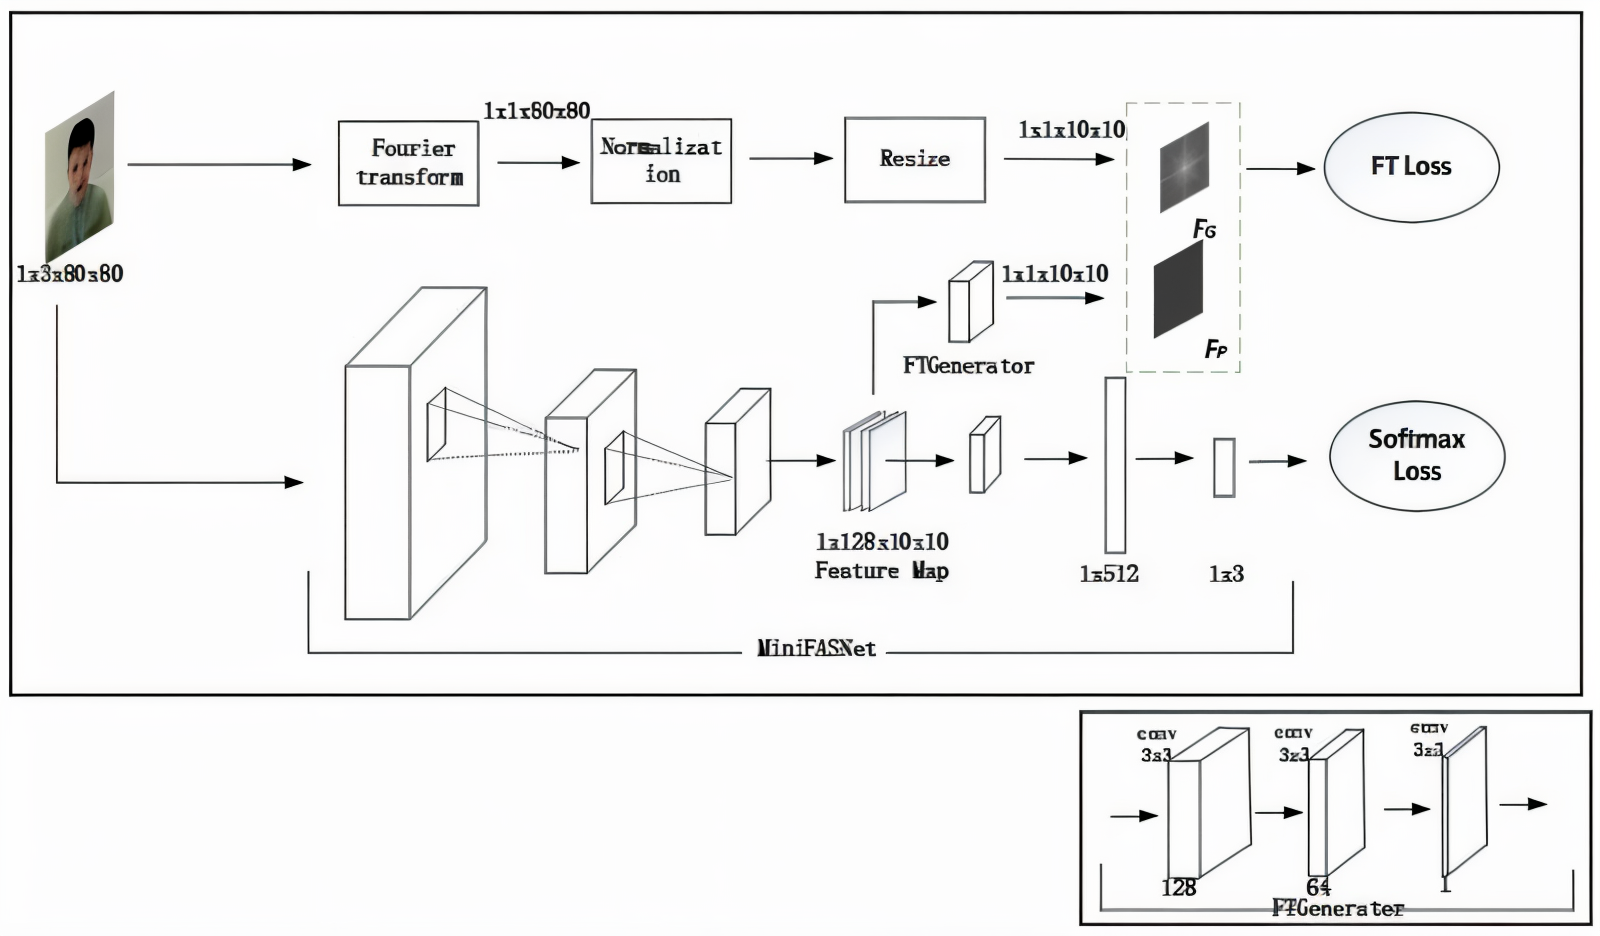 1x1x80x80
Fourier
transform
Normalizat
ion
Resize
1x1x10x10
FT Loss
FG
1x3x80x80
1x1x10x10
FTGenerator
FP
Softmax
Loss
1x128x10x10
Feature Map
1x512
1x3
MiniFASNet
conv
3x3
conv
3x3
conv
3x3
128
64
1
FTGenerater